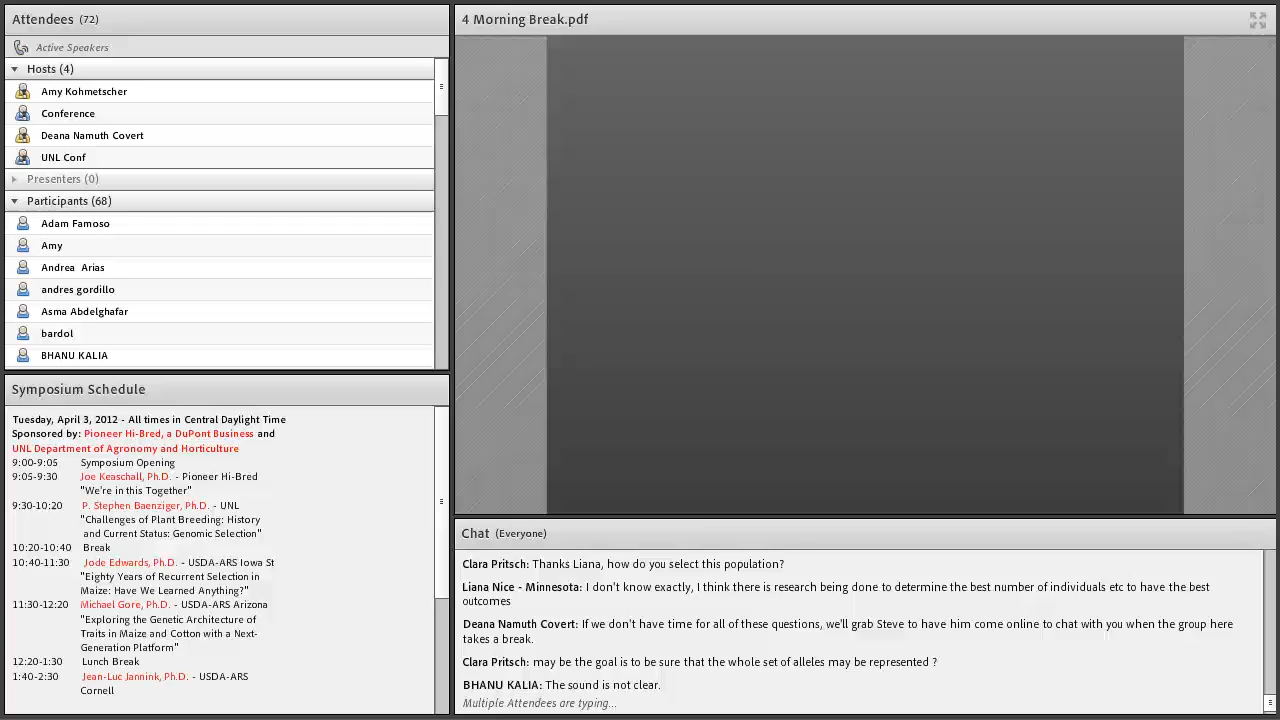 Attendees (72)
Active Speakers
Hosts (4)
Amy Kohmetscher
Conference
Deana Namuth Covert
UNL Conf
Presenters (0)
Participants (68)
Adam Famoso
Amy
Andrea Arias
andres gordillo
Asma Abdelghafar
bardol
BHANU KALIA
Symposium Schedule
Tuesday, April 3, 2012 - All times in Central Daylight Time
Sponsored by: Pioneer Hi-Bred, a DuPont Business and
UNL Department of Agronomy and Horticulture
9:00-9:05 Symposium Opening
9:05-9:30 Joe Keaschall, Ph.D. - Pioneer Hi-Bred
"We're in this Together"
9:30-10:20 P. Stephen Baenziger, Ph.D. - UNL
"Challenges of Plant Breeding: History
and Current Status: Genomic Selection"
10:20-10:40 Break
10:40-11:30 Jode Edwards, Ph.D. - USDA-ARS Iowa St
"Eighty Years of Recurrent Selection in
Maize: Have We Learned Anything?"
11:30-12:20 Michael Gore, Ph.D. - USDA-ARS Arizona
"Exploring the Genetic Architecture of
Traits in Maize and Cotton with a Next-
Generation Platform"
12:20-1:30 Lunch Break
1:40-2:30 Jean-Luc Jannink, Ph.D. - USDA-ARS
Cornell
4 Morning Break.pdf
Chat (Everyone)
Clara Pritsch: Thanks Liana, how do you select this population?
Liana Nice - Minnesota: I don't know exactly, I think there is research being done to determine the best number of individuals etc to have the best
outcomes
Deana Namuth Covert: If we don't have time for all of these questions, we'll grab Steve to have him come online to chat with you when the group here
takes a break.
Clara Pritsch: may be the goal is to be sure that the whole set of alleles may be represented ?
BHANU KALIA: The sound is not clear.
Multiple Attendees are typing...